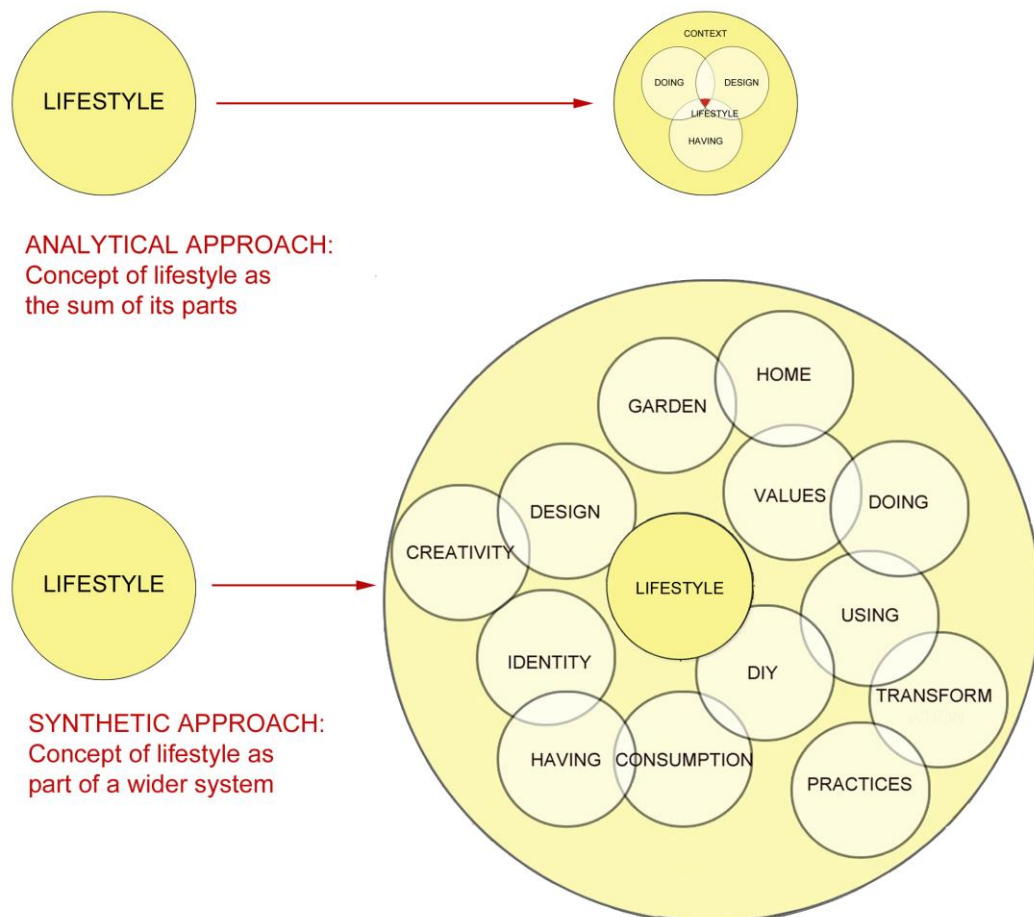 LIFESTYLE
CONTEXT
DOING
DESIGN
LIFESTYLE
HAVING
ANALYTICAL APPROACH:
Concept of lifestyle as
the sum of its parts
HOME
GARDEN
VALUES
DOING
DESIGN
CREATIVITY
LIFESTYLE
LIFESTYLE
USING
IDENTITY
DIY
TRANSFORM
HAVING
CONSUMPTION
PRACTICES
SYNTHETIC APPROACH:
Concept of lifestyle as
part of a wider system